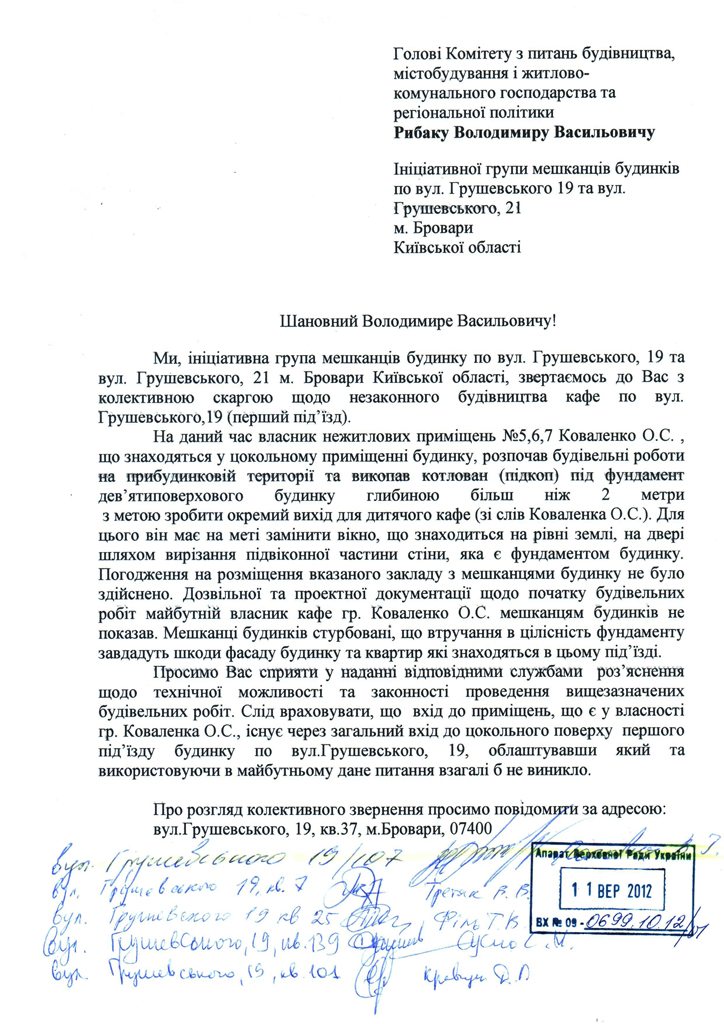 Голові Комітету з питань будівництва,
містобудування і житлово-
комунального господарства та
регіональної політики
Рибаку Володимиру Васильовичу
Ініціативної групи мешканців будинків
по вул. Грушевського 19 та вул.
Грушевського, 21
м. Бровари
Київської області
Шановний Володимире Васильовичу!
Ми, ініціативна група мешканців будинку по вул. Грушевського, 19 та
вул. Грушевського, 21 м. Бровари Київської області, звертаємось до Вас з
колективною скаргою щодо незаконного будівництва кафе по вул.
Грушевського,19 (перший під’їзд).
На даний час власник нежитлових приміщень №5,6,7 Коваленко О.С. ,
що знаходяться у цокольному приміщенні будинку, розпочав будівельні роботи
на прибудинковій території та викопав котлован (підкоп) під фундамент
дев’ятиповерхового будинку глибиною більш ніж 2 метри
з метою зробити окремий вихід для дитячого кафе (зі слів Коваленка О.С.). Для
цього він має на меті замінити вікно, що знаходиться на рівні землі, на двері
шляхом вирізання підвіконної частини стіни, яка є фундаментом будинку.
Погодження на розміщення вказаного закладу з мешканцями будинку не було
здійснено. Дозвільної та проектної документації щодо початку будівельних
робіт майбутній власник кафе гр. Коваленко О.С. мешканцям будинків не
показав. Мешканці будинків стурбовані, що втручання в цілісність фундаменту
завдадуть шкоди фасаду будинку та квартир які знаходяться в цьому під’їзді.
Просимо Вас сприяти у наданні відповідними службами роз’яснення
щодо технічної можливості та законності проведення вищезазначених
будівельних робіт. Слід враховувати, що вхід до приміщень, що є у власності
гр. Коваленка О.С., існує через загальний вхід до цокольного поверху першого
під’їзду будинку по вул.Грушевського, 19, облаштувавши який та
використовуючи в майбутньому дане питання взагалі б не виникло.
Про розгляд колективного звернення просимо повідомити за адресою:
вул.Грушевського, 19, кв.37, м.Бровари, 07400
вул. Грушевського 19/107
Апарат Верховної Ради України
11 ВЕР 2012
ВХ № 09-0699.10.12/01
вул. Грушевського 19, кв. 7 Третяк В. В.
вул. Грушевского 19 кв 25 Філь Т.В
вул. Грушевського, 19, кв. 139
вул. Грушевського, 19, кв 101 Кравчук Д.П